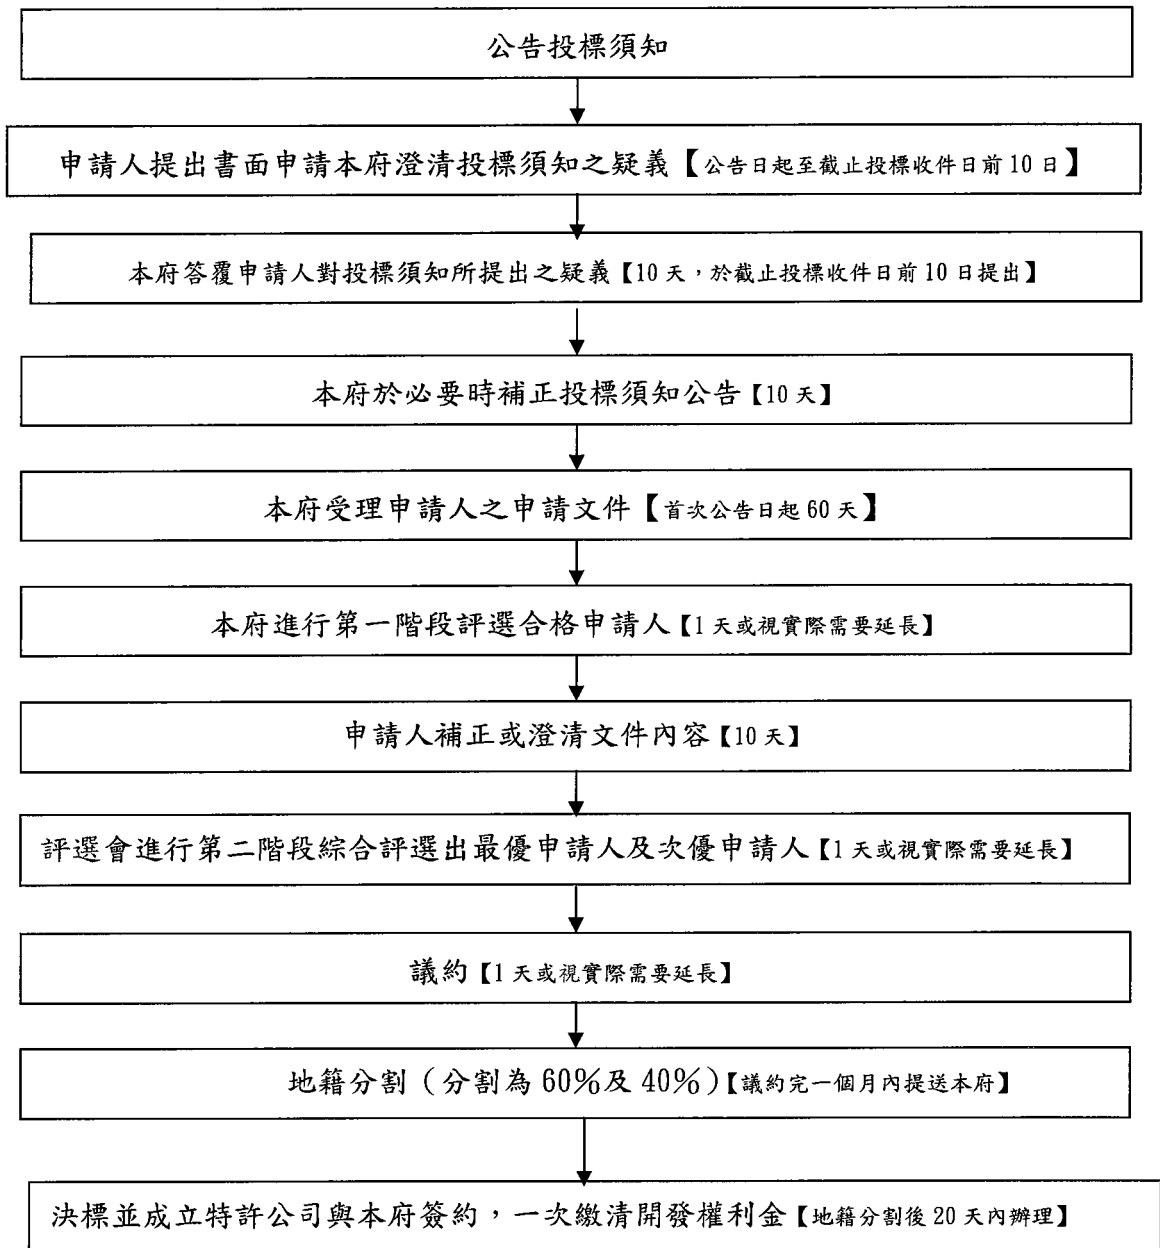 公告投標須知
申請人提出書面申請本府澄清投標須知之疑義【公告日起至截止投標收件日前10日】
本府答覆申請人對投標須知所提出之疑義【10天，於截止投標收件日前10日提出】
本府於必要時補正投標須知公告【10天】
本府受理申請人之申請文件【首次公告日起60天】
本府進行第一階段評選合格申請人【1天或視實際需要延長】
申請人補正或澄清文件內容【10天】
評選會進行第二階段綜合評選出最優申請人及次優申請人【1天或視實際需要延長】
議約【1天或視實際需要延長】
地籍分割（分割為60%及40%）【議約完一個月內提送本府】
決標並成立特許公司與本府簽約，一次繳清開發權利金【地籍分割後20天內辦理】